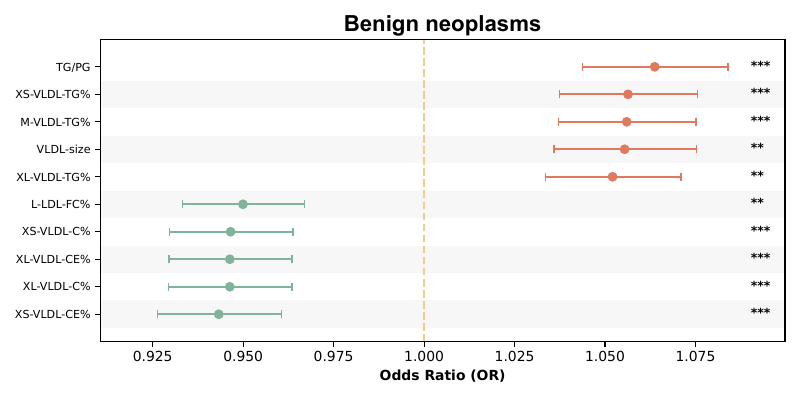 Benign neoplasms
TG/PG ***
XS-VLDL-TG% ***
M-VLDL-TG% ***
VLDL-size **
XL-VLDL-TG% **
L-LDL-FC% **
XS-VLDL-C% ***
XL-VLDL-CE% ***
XL-VLDL-C% ***
XS-VLDL-CE% ***
0.925 0.950 0.975 1.000 1.025 1.050 1.075
Odds Ratio (OR)